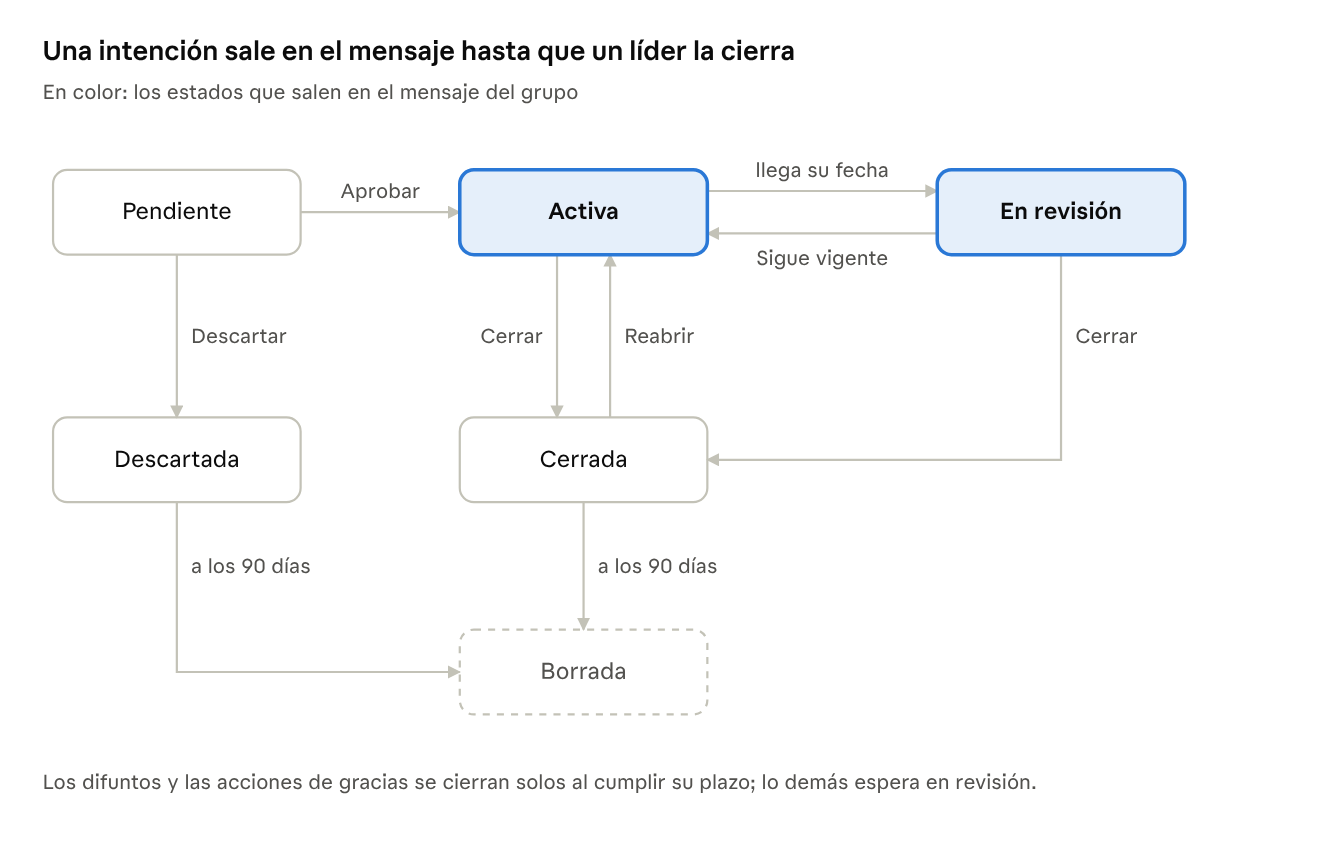 Una intención sale en el mensaje hasta que un líder la cierra
En color: los estados que salen en el mensaje del grupo
Pendiente
Aprobar
Activa
llega su fecha
Sigue vigente
En revisión
Descartar
Cerrar
Reabrir
Cerrar
Descartada
Cerrada
a los 90 días
a los 90 días
Borrada
Los difuntos y las acciones de gracias se cierran solos al cumplir su plazo; lo demás espera en revisión.